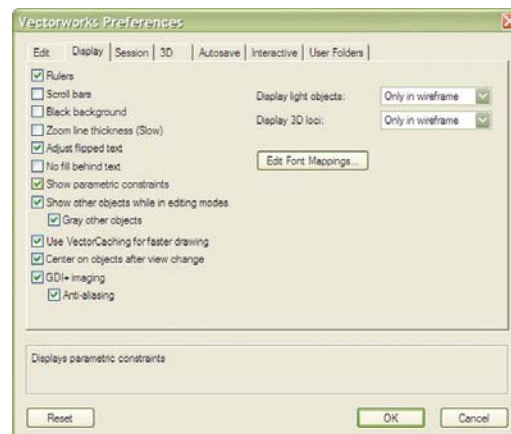 Vectorworks Preferences
Edit Display Session 3D Autosave Interactive User Folders
Rulers
Scroll bars
Black background
Zoom line thickness (Slow)
Adjust flipped text
No fill behind text
Show parametric constraints
Show other objects while in editing modes
Gray other objects
Use VectorCaching for faster drawing
Center on objects after view change
GDI+ imaging
Anti-aliasing
Display light objects: Only in wireframe
Display 3D loci: Only in wireframe
Edit Font Mappings...
Displays parametric constraints
Reset OK Cancel